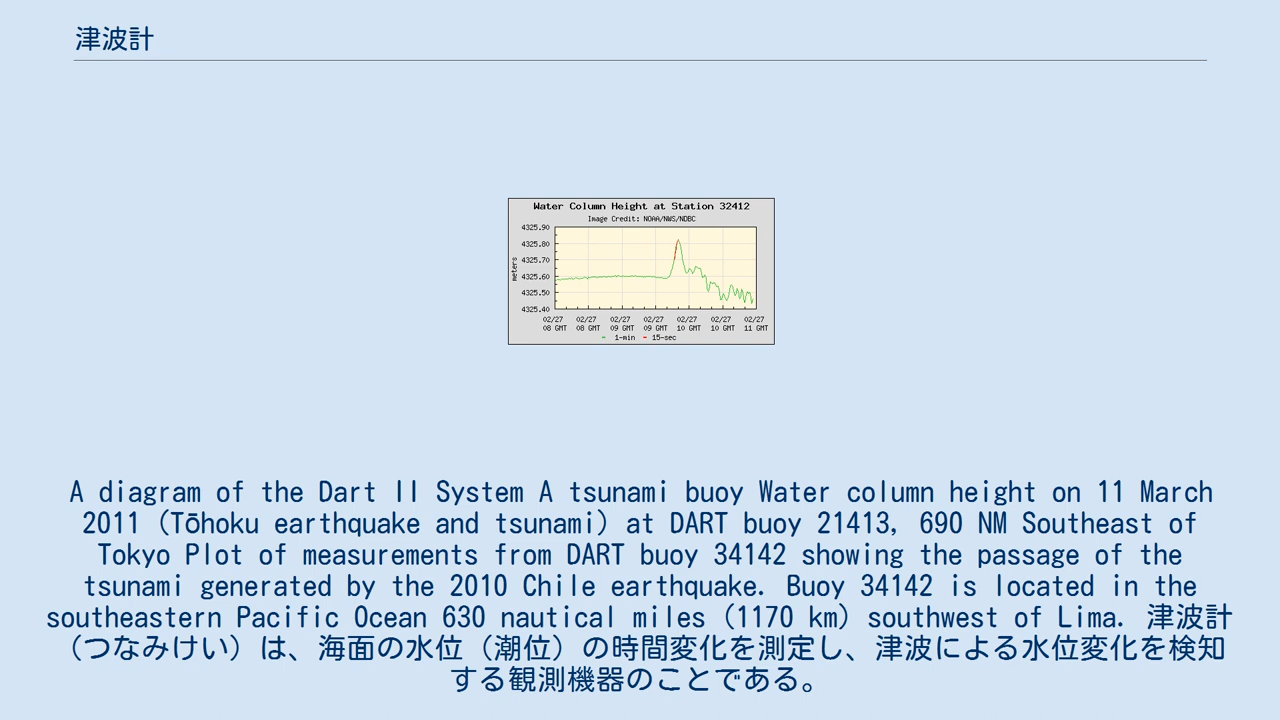 津波計
Water Column Height at Station 32412
Image Credit: NOAA/NWS/NDBC
4325.90
4325.80
4325.70
4325.60
4325.50
4325.40
meters
02/27 02/27 02/27 02/27 02/27 02/27 02/27
08 GMT 08 GMT 09 GMT 09 GMT 10 GMT 10 GMT 11 GMT
1-min 15-sec
A diagram of the Dart II System A tsunami buoy Water column height on 11 March
2011 (Tōhoku earthquake and tsunami) at DART buoy 21413, 690 NM Southeast of
Tokyo Plot of measurements from DART buoy 34142 showing the passage of the
tsunami generated by the 2010 Chile earthquake. Buoy 34142 is located in the
southeastern Pacific Ocean 630 nautical miles (1170 km) southwest of Lima. 津波計
（つなみけい）は、海面の水位（潮位）の時間変化を測定し、津波による水位変化を検知
する観測機器のことである。